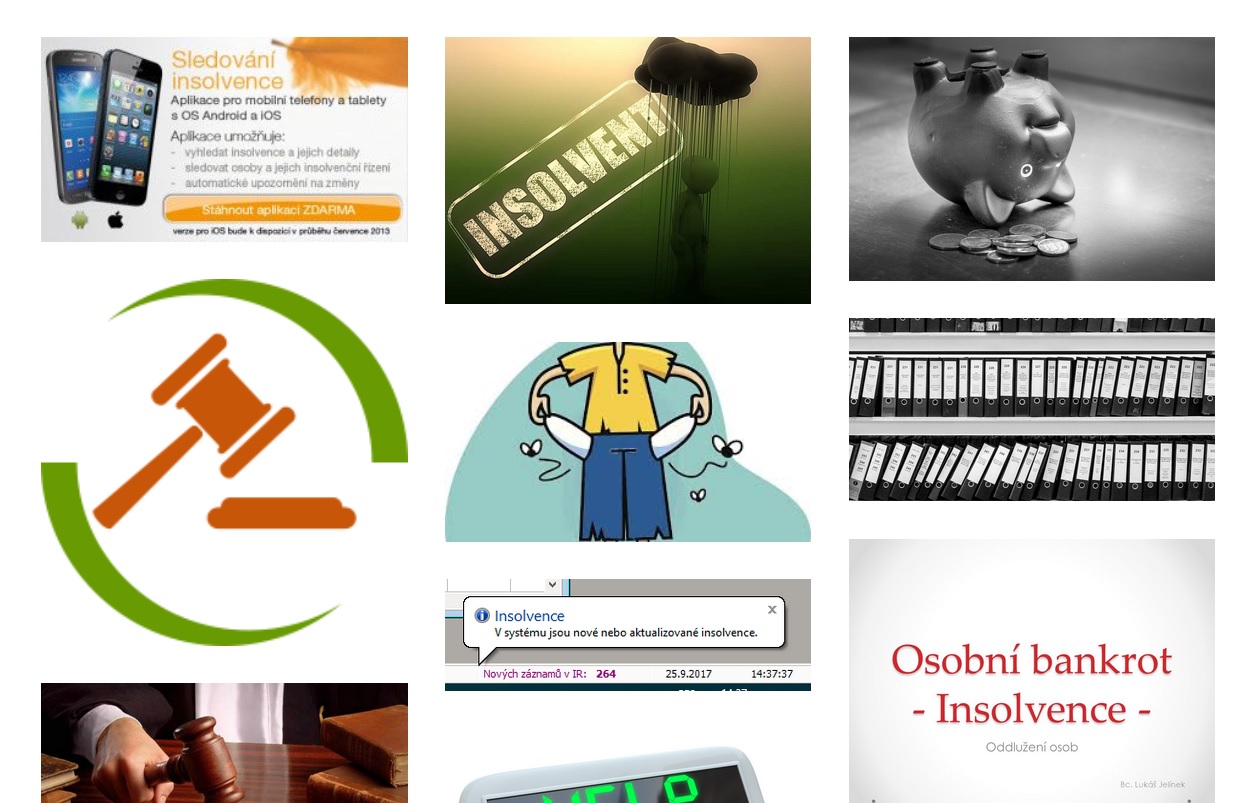 Sledování
insolvence
Aplikace pro mobilní telefony a tablety
s OS Android a iOS
Aplikace umožňuje:
- vyhledat insolvence a jejich detaily
- sledovat osoby a jejich insolvenční řízení
- automatické upozornění na změny
Stáhnout aplikaci ZDARMA
verze pro iOS bude k dispozici v průběhu července 2013
INSOLVENT
Insolvence
V systému jsou nové nebo aktualizované insolvence.
Nových záznamů v IR: 264 25.9.2017 14:37:37
HELP
Osobní bankrot
- Insolvence -
Oddlužení osob
Bc. Lukáš Jelínek